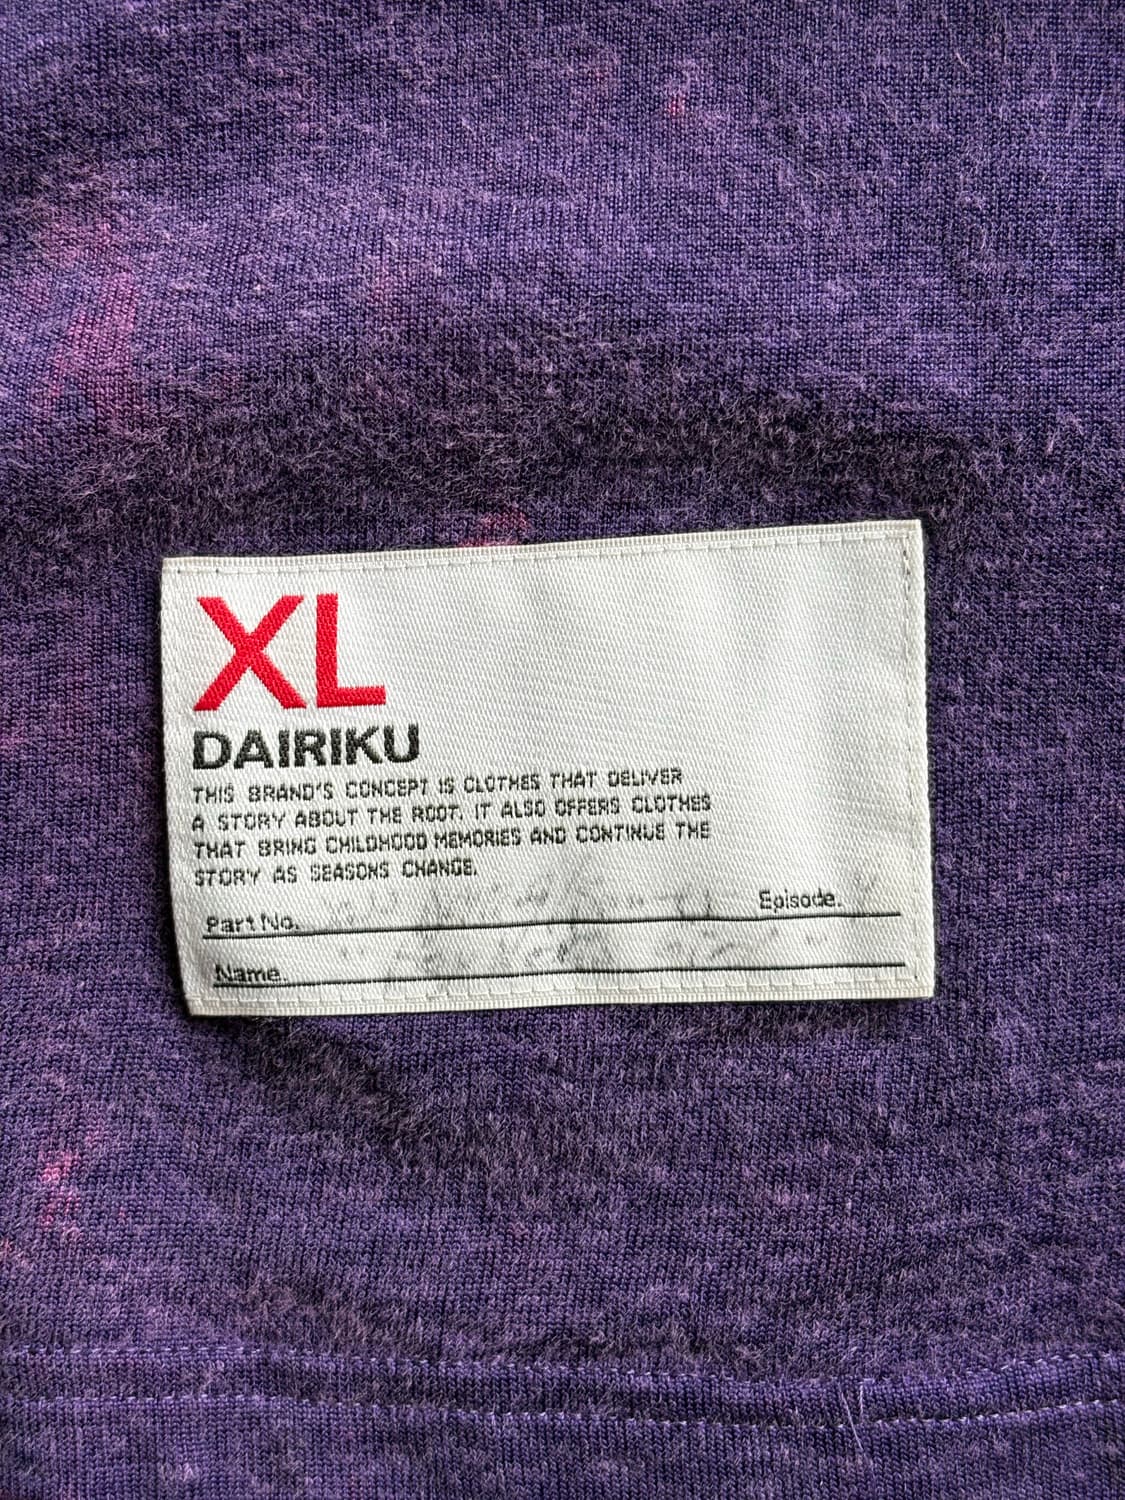 XL
DAIRIKU
THIS BRAND'S CONCEPT IS CLOTHES THAT DELIVER
A STORY ABOUT THE ROOT. IT ALSO OFFERS CLOTHES
THAT BRING CHILDHOOD MEMORIES AND CONTINUE THE
STORY AS SEASONS CHANGE.
Part No. Episode.
Name.